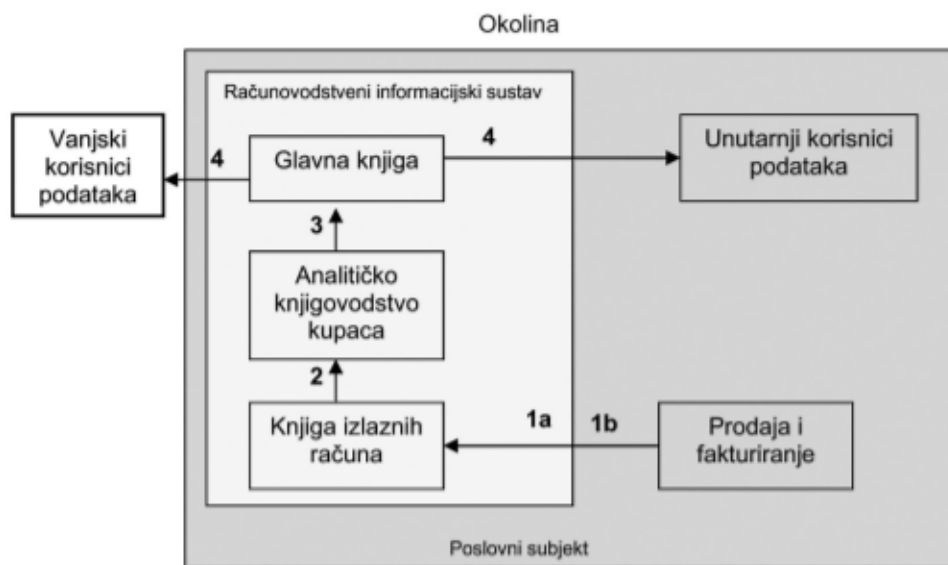 Okolina
Računovodstveni informacijski sustav
Vanjski
korisnici
podataka
4
Glavna knjiga
4
Unutarnji korisnici
podataka
3
Analitičko
knjigovodstvo
kupaca
2
Knjiga izlaznih
računa
1a
1b
Prodaja i
fakturiranje
Poslovni subjekt